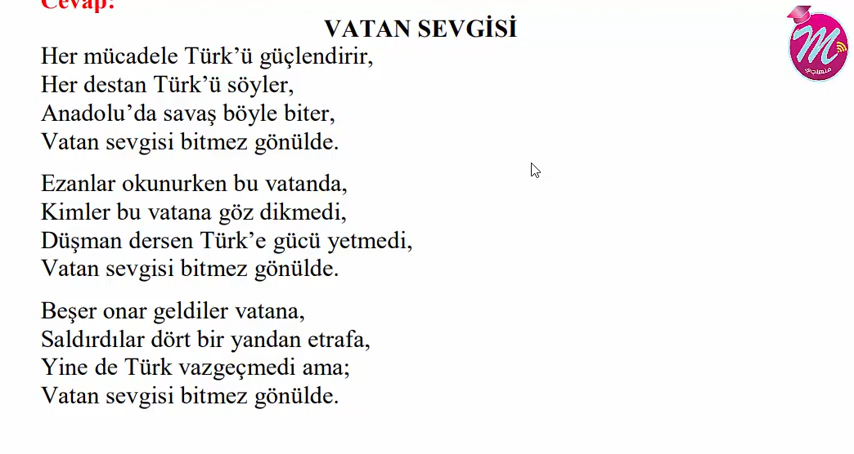 Cevap:
VATAN SEVGİSİ
Her mücadele Türk’ü güçlendirir,
Her destan Türk’ü söyler,
Anadolu’da savaş böyle biter,
Vatan sevgisi bitmez gönülde.
Ezanlar okunurken bu vatanda,
Kimler bu vatana göz dikmedi,
Düşman dersen Türk’e gücü yetmedi,
Vatan sevgisi bitmez gönülde.
Beşer onar geldiler vatana,
Saldırdılar dört bir yandan etrafa,
Yine de Türk vazgeçmedi ama;
Vatan sevgisi bitmez gönülde.